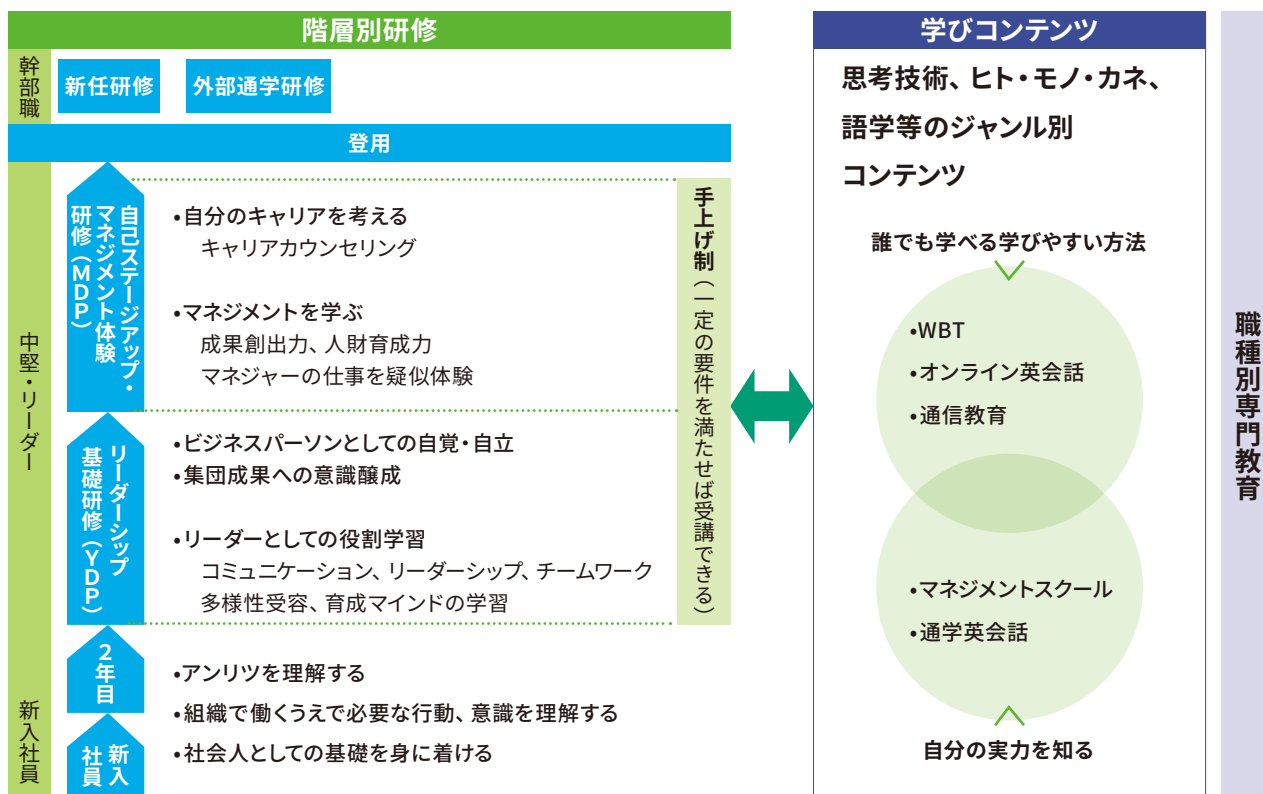 階層別研修
幹部職
新任研修
外部通学研修
登用
中堅・リーダー
自己ステージアップ・
マネジメント体験
研修（MDP）
•自分のキャリアを考える
キャリアカウンセリング
•マネジメントを学ぶ
成果創出力、人財育成力
マネジャーの仕事を疑似体験
リーダーシップ
基礎研修（YDP）
•ビジネスパーソンとしての自覚・自立
•集団成果への意識醸成
•リーダーとしての役割学習
コミュニケーション、リーダーシップ、チームワーク
多様性受容、育成マインドの学習
手上げ制（一定の要件を満たせば受講できる）
新入社員
2年目
新入
社員
•アンリツを理解する
•組織で働くうえで必要な行動、意識を理解する
•社会人としての基礎を身に着ける
学びコンテンツ
思考技術、ヒト・モノ・カネ、
語学等のジャンル別
コンテンツ
誰でも学べる学びやすい方法
•WBT
•オンライン英会話
•通信教育
•マネジメントスクール
•通学英会話
自分の実力を知る
職種別専門教育